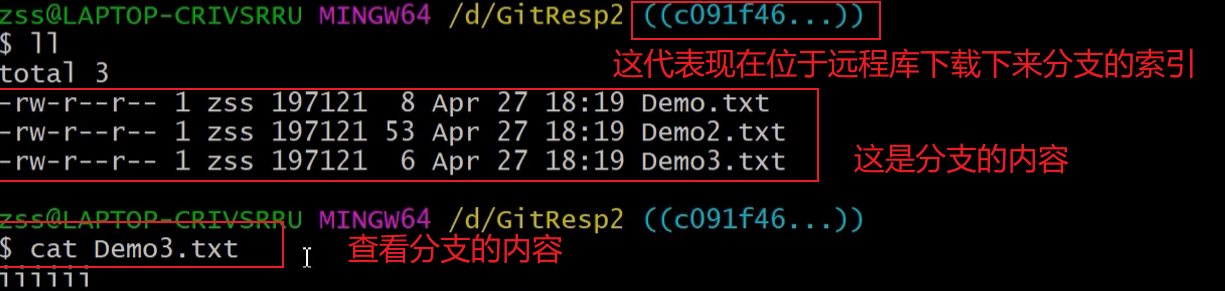 zss@LAPTOP-CRIVSRRU MINGW64 /d/GitResp2 ((c091f46...))
$ ll
这代表现在位于远程库下载下来分支的索引
total 3
-rw-r--r-- 1 zss 197121  8 Apr 27 18:19 Demo.txt
-rw-r--r-- 1 zss 197121 53 Apr 27 18:19 Demo2.txt
-rw-r--r-- 1 zss 197121  6 Apr 27 18:19 Demo3.txt
这是分支的内容
zss@LAPTOP-CRIVSRRU MINGW64 /d/GitResp2 ((c091f46...))
$ cat Demo3.txt
查看分支的内容
llllll